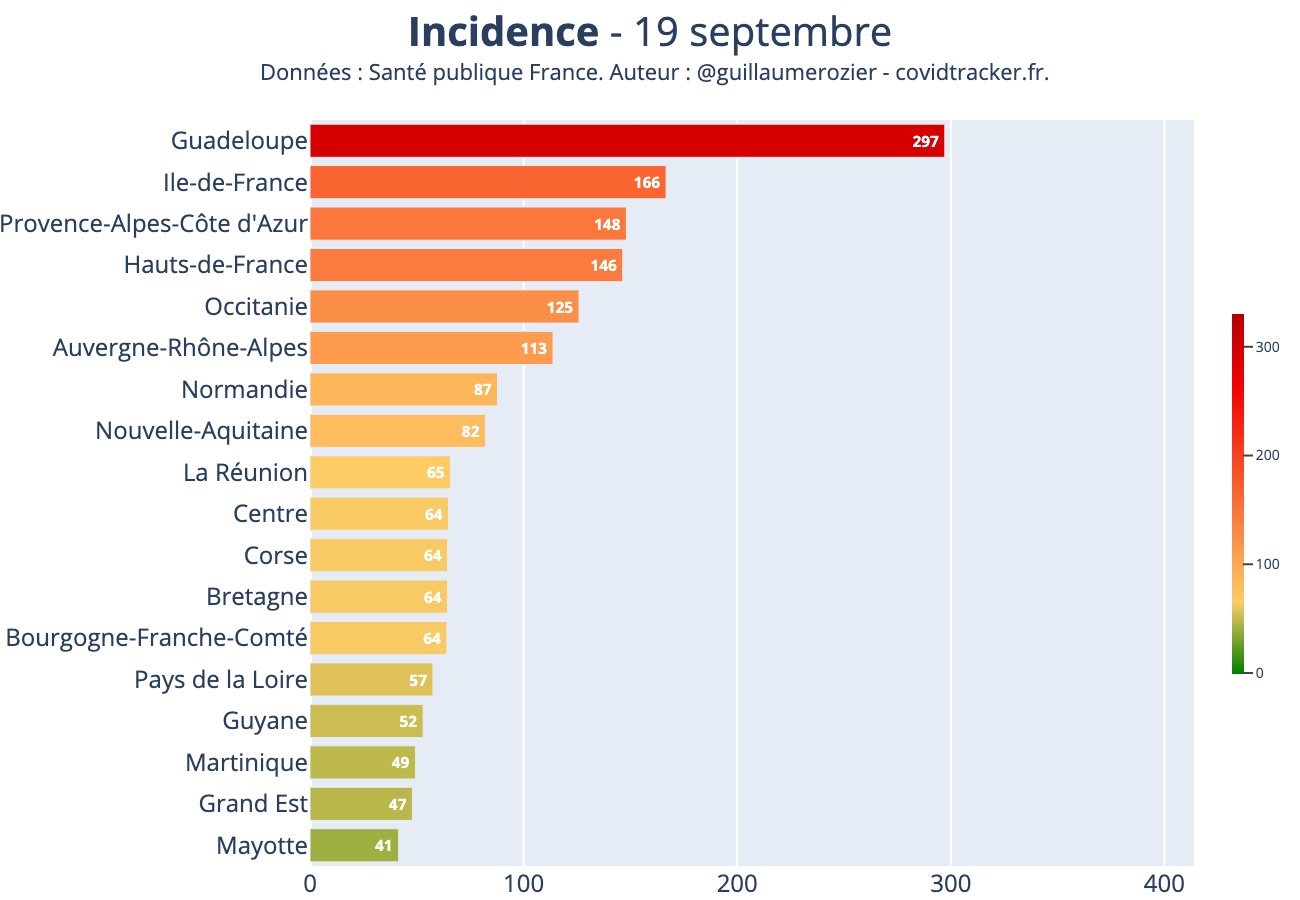 Incidence - 19 septembre
Données : Santé publique France. Auteur : @guillaumerozier - covidtracker.fr.
Guadeloupe 297
Ile-de-France 166
Provence-Alpes-Côte d'Azur 148
Hauts-de-France 146
Occitanie 125
Auvergne-Rhône-Alpes 113
Normandie 87
Nouvelle-Aquitaine 82
La Réunion 65
Centre 64
Corse 64
Bretagne 64
Bourgogne-Franche-Comté 64
Pays de la Loire 57
Guyane 52
Martinique 49
Grand Est 47
Mayotte 41
0 100 200 300 400
300
200
100
0